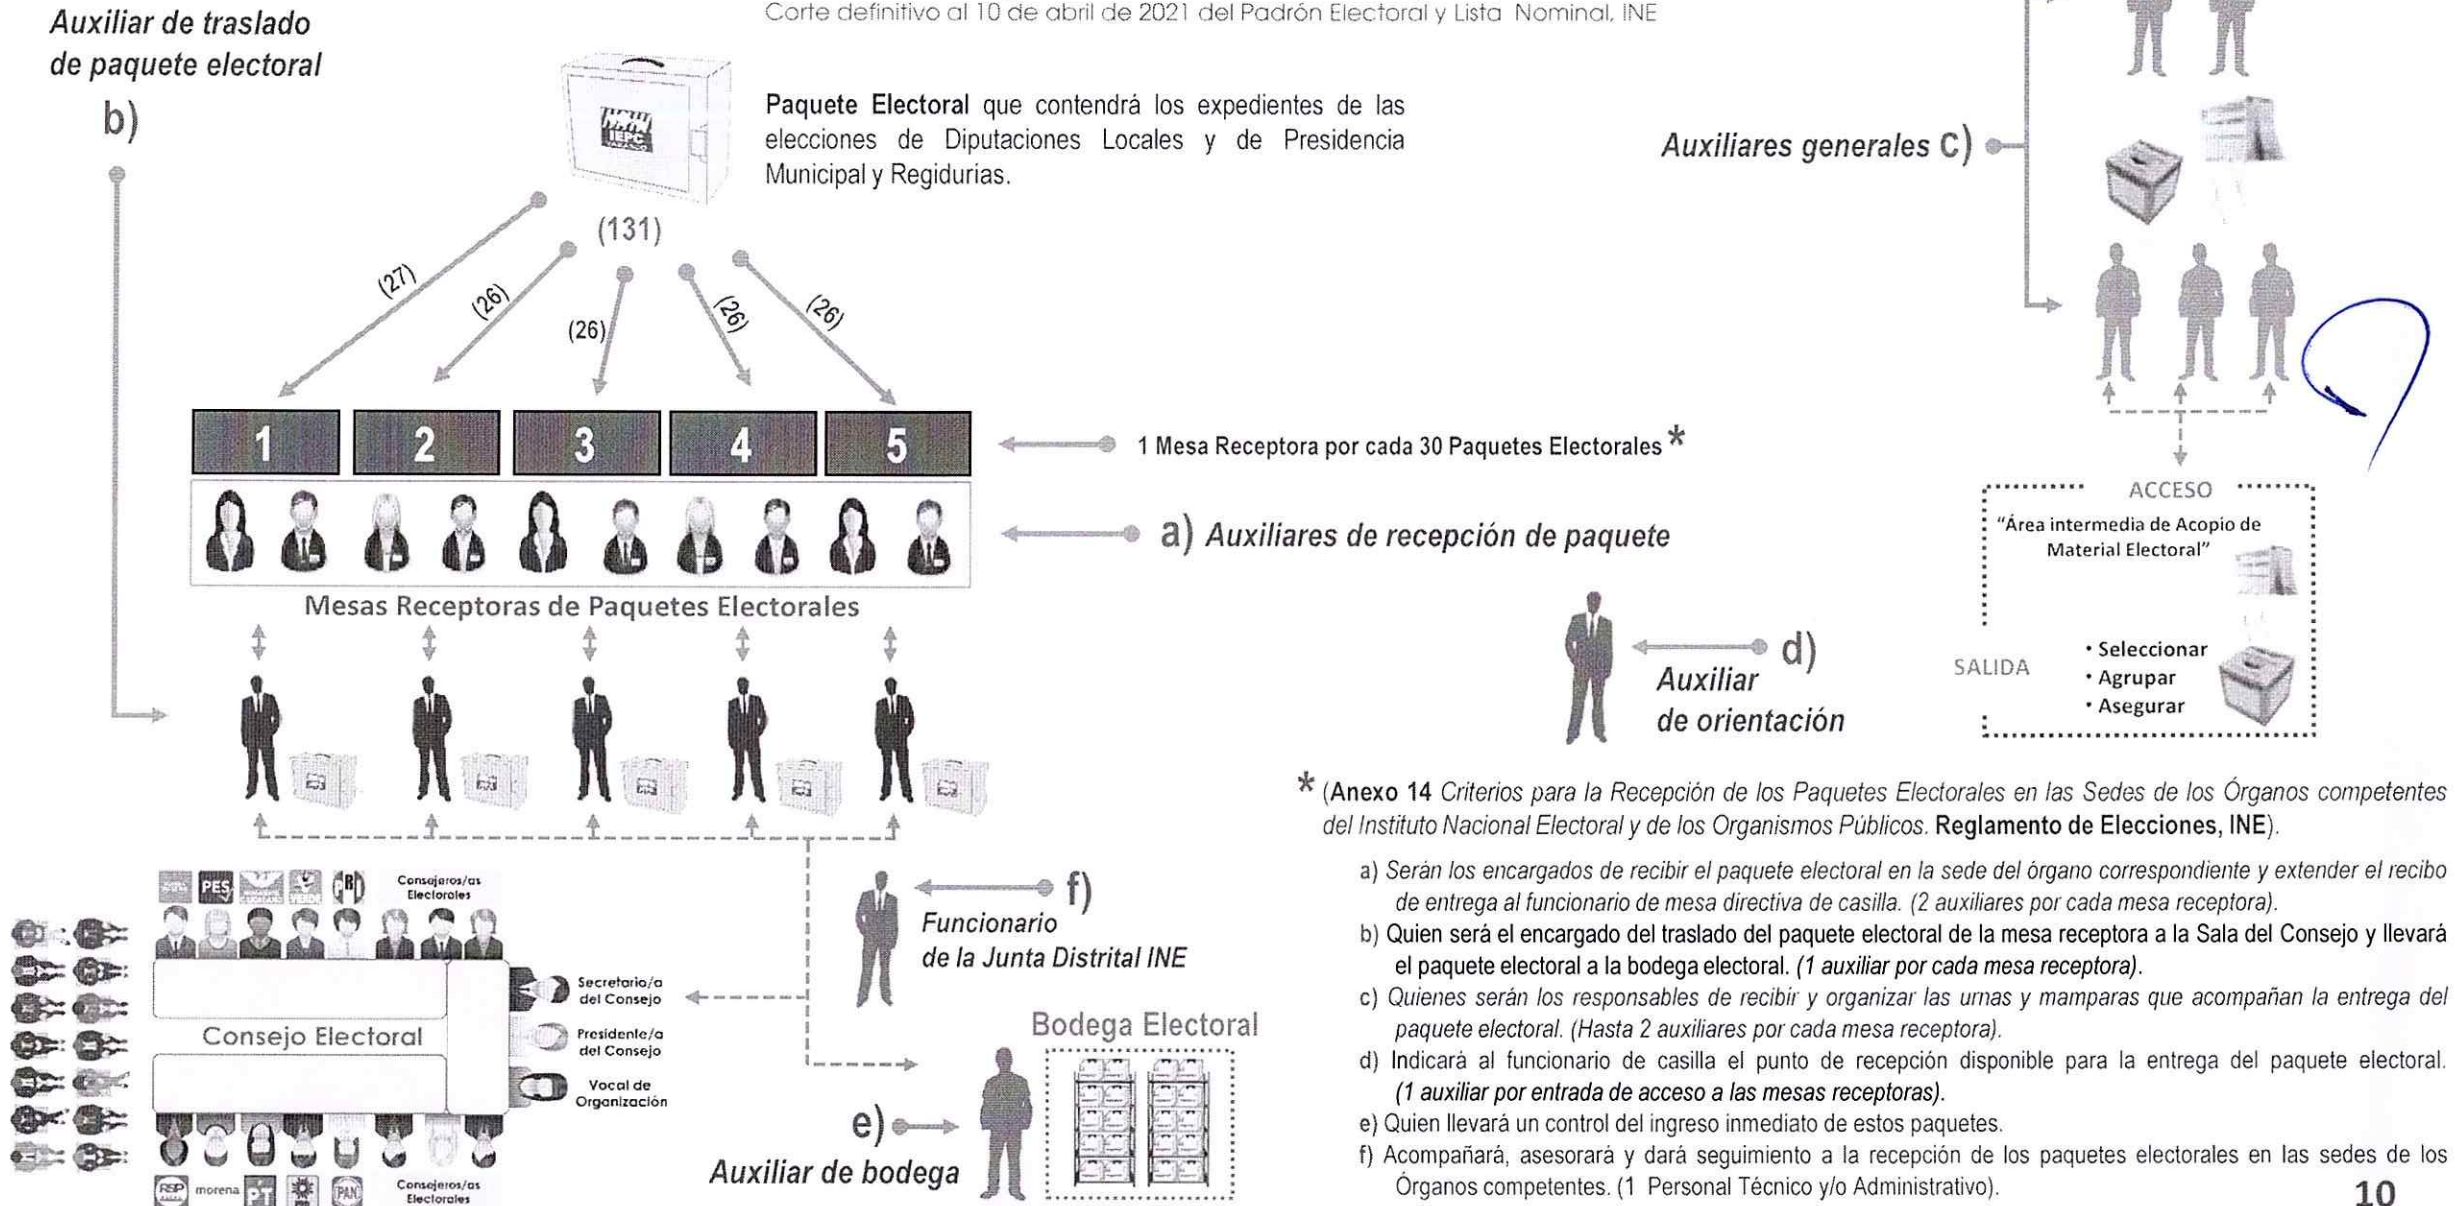 Corte definitivo al 10 de abril de 2021 del Padrón Electoral y Lista Nominal, INE
Auxiliar de traslado
de paquete electoral
b)
IEPC
TABASCO
Paquete Electoral que contendrá los expedientes de las
elecciones de Diputaciones Locales y de Presidencia
Municipal y Regidurias.
Auxiliares generales c)
(131)
(27)
(26)
(26)
(26)
(26)
1
2
3
4
5
1 Mesa Receptora por cada 30 Paquetes Electorales *
a) Auxiliares de recepción de paquete
Mesas Receptoras de Paquetes Electorales
ACCESO
"Área intermedia de Acopio de
Material Electoral"
SALIDA
• Seleccionar
• Agrupar
• Asegurar
d)
Auxiliar
de orientación
f)
Funcionario
de la Junta Distrital INE
PES
VERDE
PRI
Consejeros/as
Electorales
Consejo Electoral
Secretario/a
del Consejo
Presidente/a
del Consejo
Vocal de
Organización
RSP
morena
PT
PAN
Consejeros/as
Electorales
Bodega Electoral
e)
Auxiliar de bodega
* (Anexo 14 Criterios para la Recepción de los Paquetes Electorales en las Sedes de los Órganos competentes
del Instituto Nacional Electoral y de los Organismos Públicos. Reglamento de Elecciones, INE).
a) Serán los encargados de recibir el paquete electoral en la sede del órgano correspondiente y extender el recibo
de entrega al funcionario de mesa directiva de casilla. (2 auxiliares por cada mesa receptora).
b) Quien será el encargado del traslado del paquete electoral de la mesa receptora a la Sala del Consejo y llevará
el paquete electoral a la bodega electoral. (1 auxiliar por cada mesa receptora).
c) Quienes serán los responsables de recibir y organizar las urnas y mamparas que acompañan la entrega del
paquete electoral. (Hasta 2 auxiliares por cada mesa receptora).
d) Indicará al funcionario de casilla el punto de recepción disponible para la entrega del paquete electoral.
(1 auxiliar por entrada de acceso a las mesas receptoras).
e) Quien llevará un control del ingreso inmediato de estos paquetes.
f) Acompañará, asesorará y dará seguimiento a la recepción de los paquetes electorales en las sedes de los
Órganos competentes. (1 Personal Técnico y/o Administrativo).
10